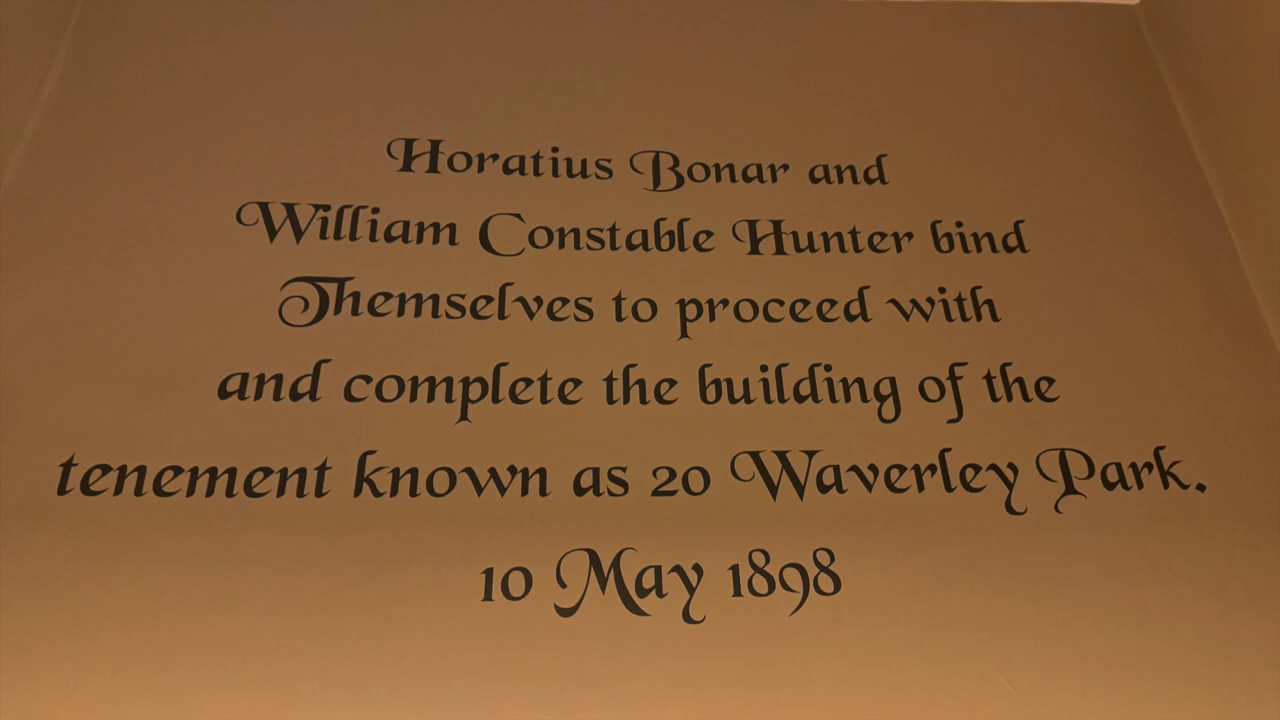 Horatius Bonar and
William Constable Hunter bind
Themselves to proceed with
and complete the building of the
tenement known as 20 Waverley Park.
10 May 1898